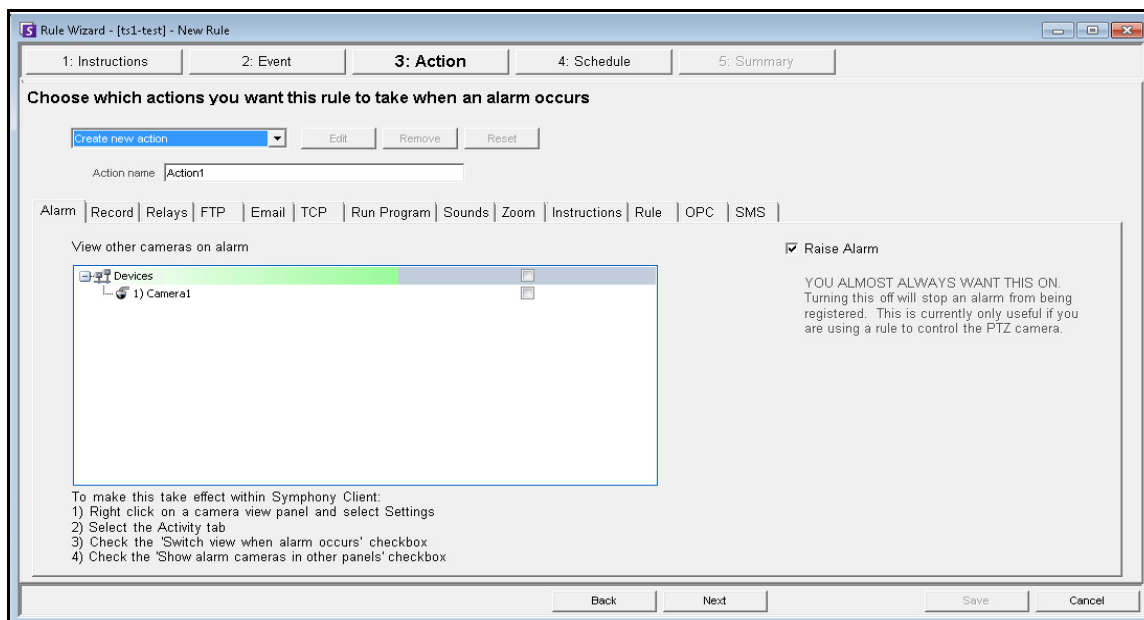 Rule Wizard - [ts1-test] - New Rule
1: Instructions
2: Event
3: Action
4: Schedule
5: Summary
Choose which actions you want this rule to take when an alarm occurs
Create new action
Edit
Remove
Reset
Action name
Action1
Alarm
Record
Relays
FTP
Email
TCP
Run Program
Sounds
Zoom
Instructions
Rule
OPC
SMS
View other cameras on alarm
Devices
1) Camera1
Raise Alarm
YOU ALMOST ALWAYS WANT THIS ON.
Turning this off will stop an alarm from being
registered. This is currently only useful if you
are using a rule to control the PTZ camera.
To make this take effect within Symphony Client:
1) Right click on a camera view panel and select Settings
2) Select the Activity tab
3) Check the 'Switch view when alarm occurs' checkbox
4) Check the 'Show alarm cameras in other panels' checkbox
Back
Next
Save
Cancel